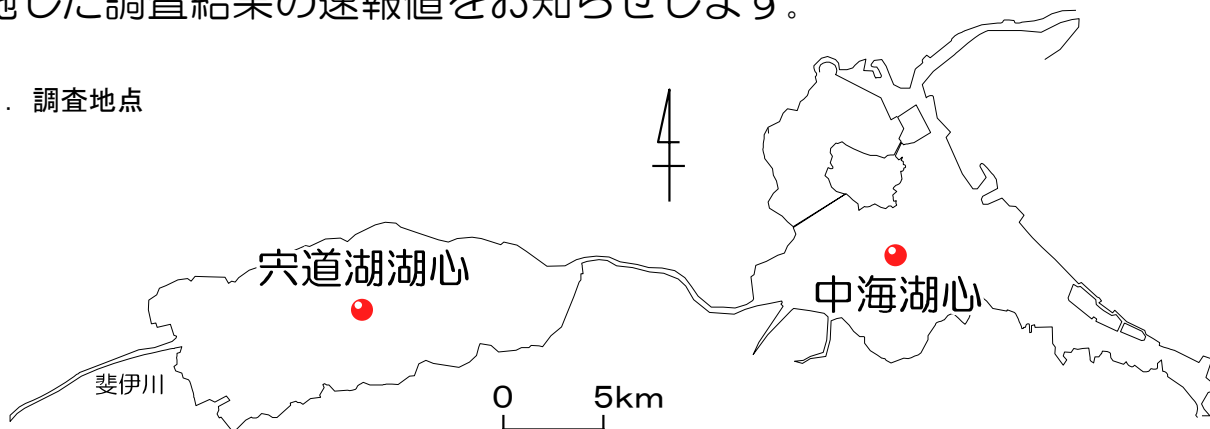 施した調査結果の速報値をお知らせします。
. 調査地点
宍道湖湖心
中海湖心
斐伊川
0 5km